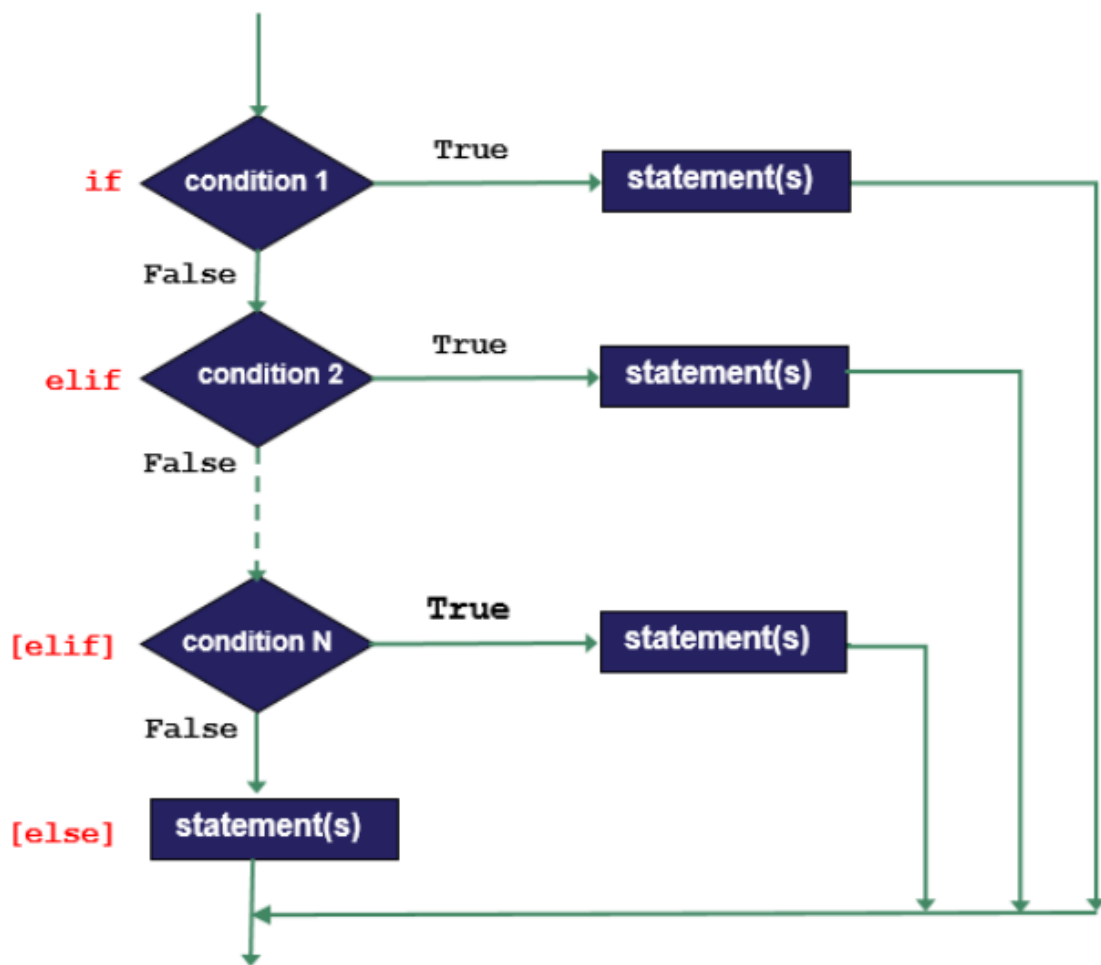 True
if condition 1 statement(s)
False
True
elif condition 2 statement(s)
False
True
[elif] condition N statement(s)
False
[else] statement(s)